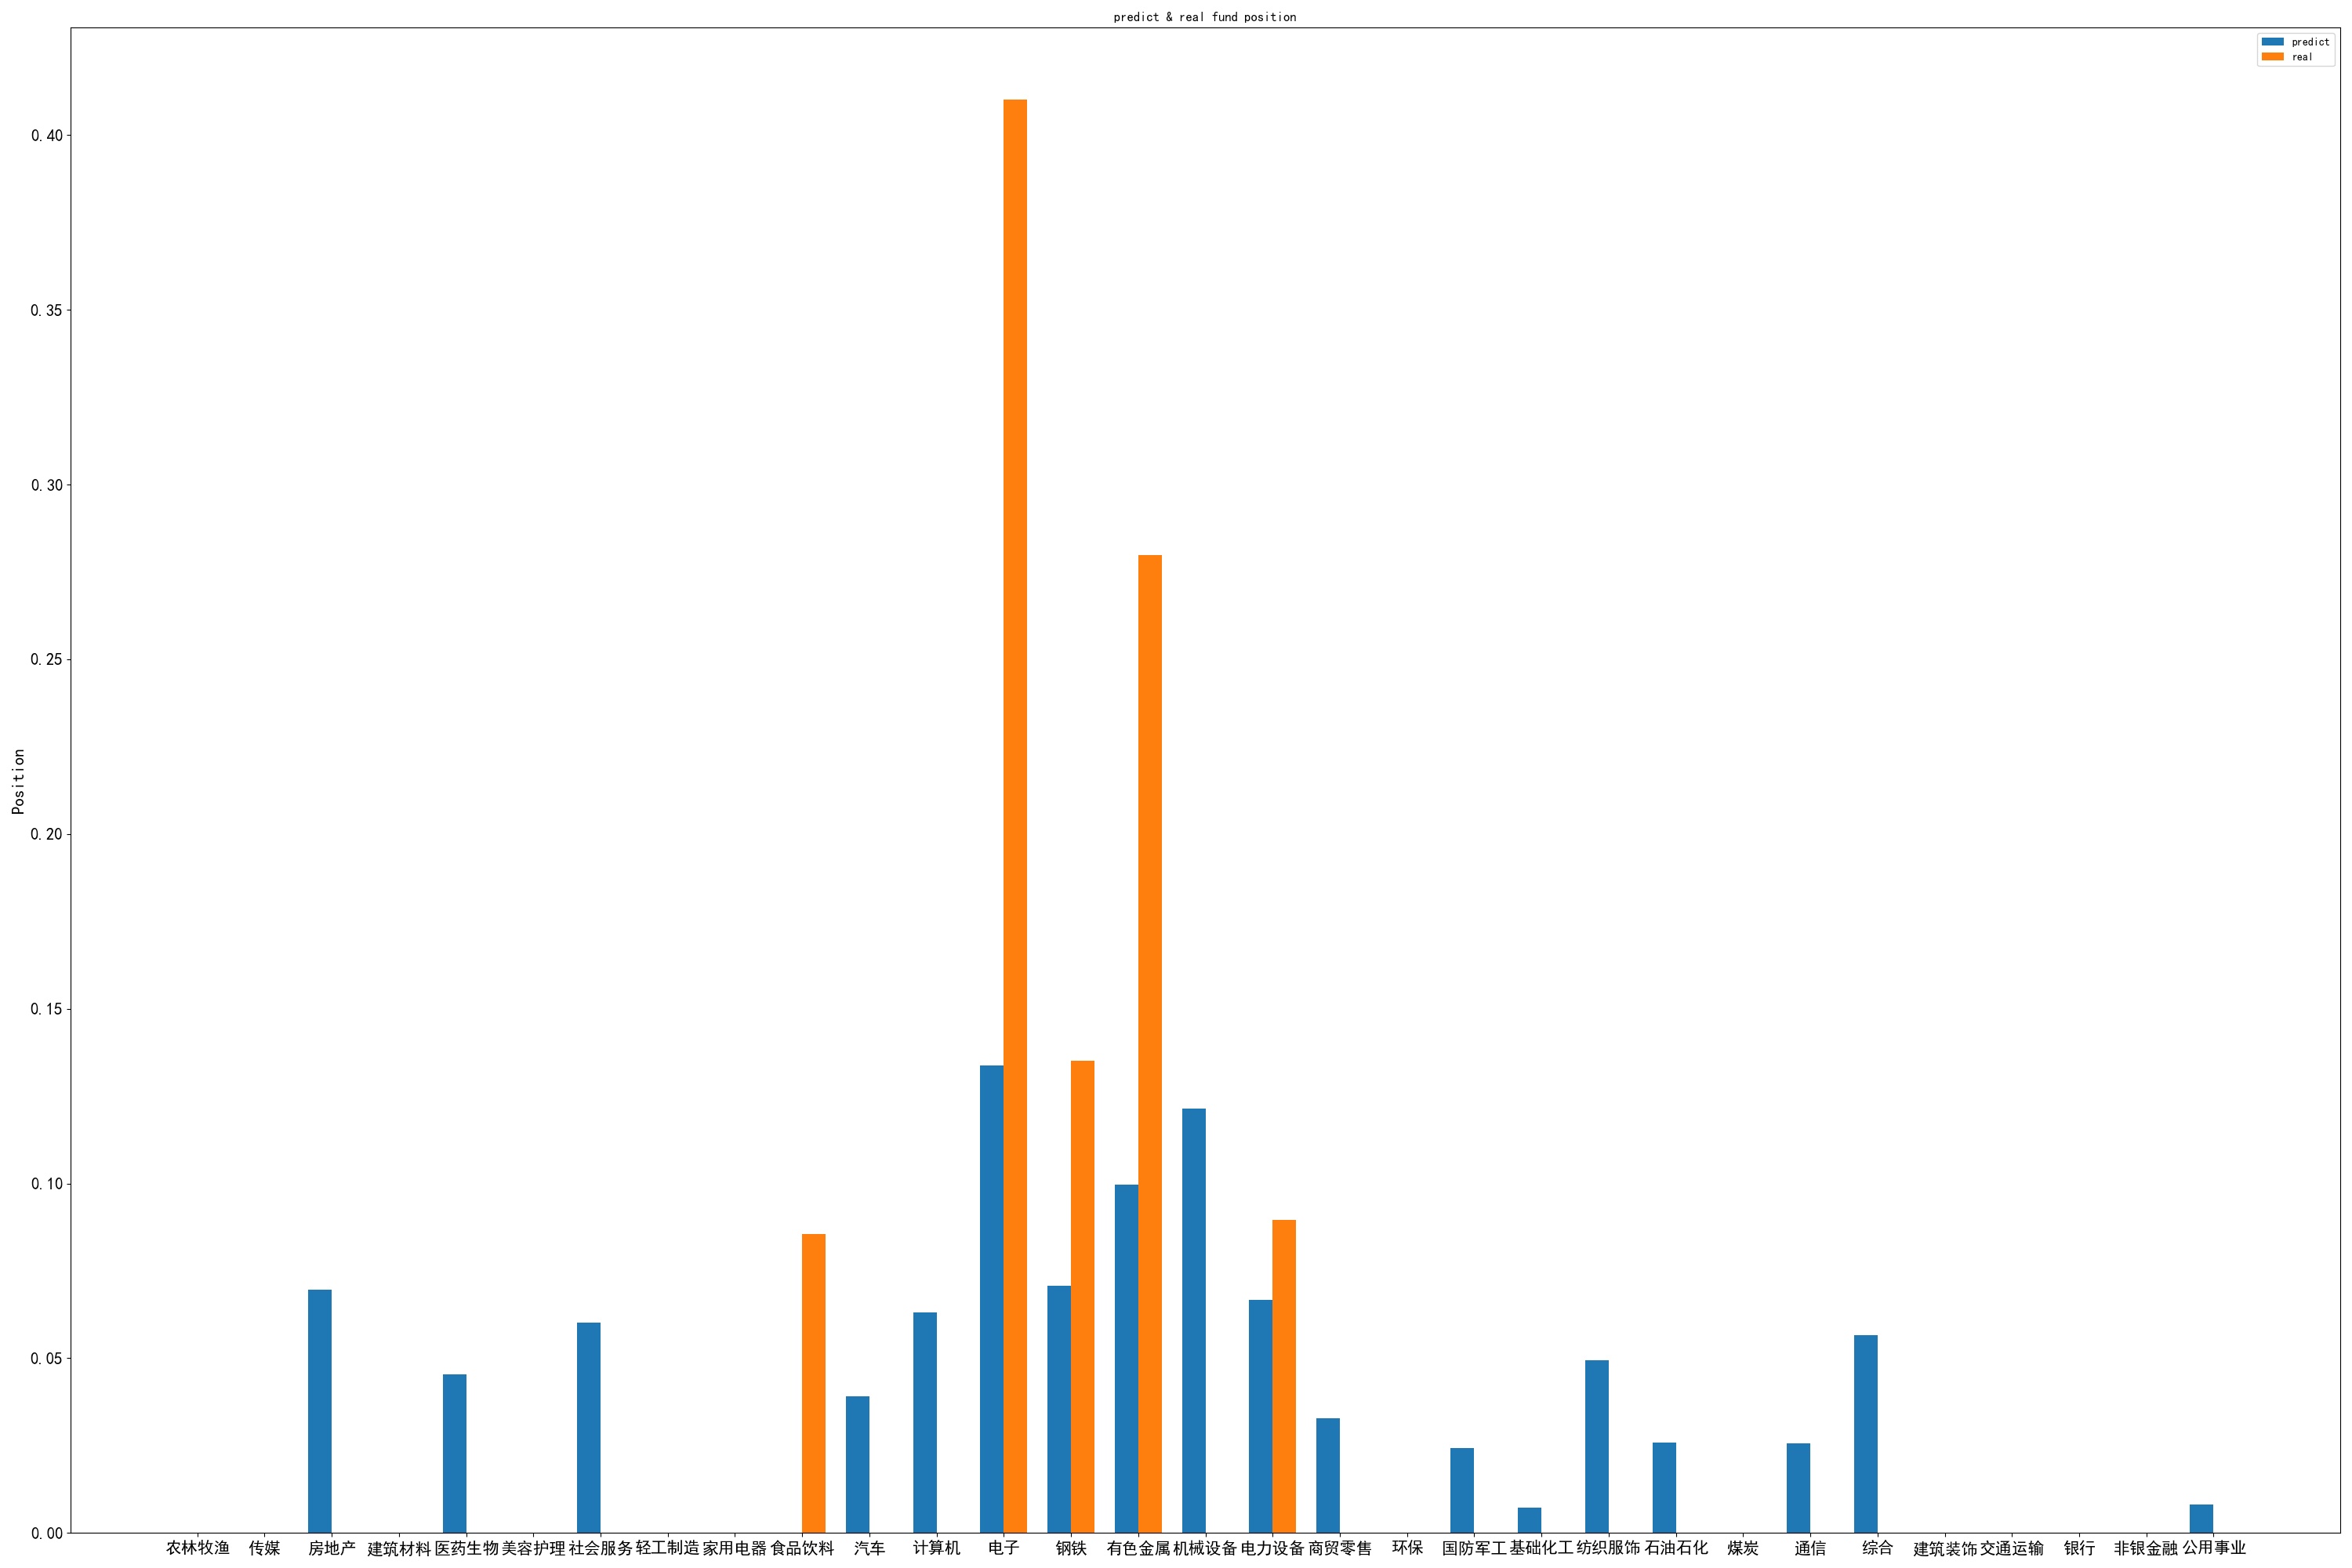 predict & real fund position
predict
real
0.40
0.35
0.30
0.25
0.20
0.15
0.10
0.05
0.00
Position
农林牧渔 传媒 房地产 建筑材料 医药生物 美容护理 社会服务 轻工制造 家用电器 食品饮料 汽车 计算机 电子 钢铁 有色金属 机械设备 电力设备 商贸零售 环保 国防军工 基础化工 纺织服饰 石油石化 煤炭 通信 综合 建筑装饰 交通运输 银行 非银金融 公用事业